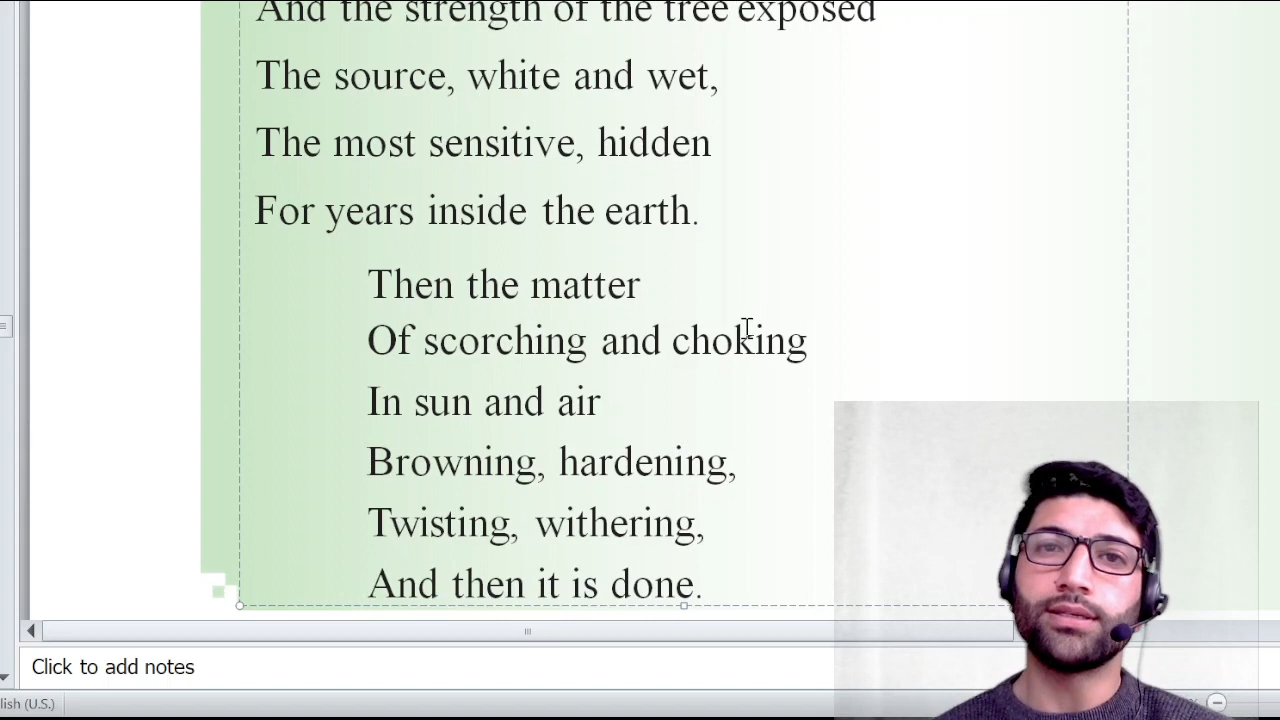 And the strength of the tree exposed
The source, white and wet,
The most sensitive, hidden
For years inside the earth.
Then the matter
Of scorching and choking
In sun and air
Browning, hardening,
Twisting, withering,
And then it is done.
Click to add notes
lish (U.S.)